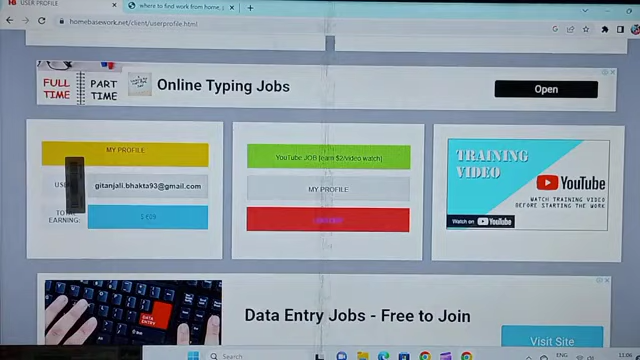 USER PROFILE
where to find work from home_
homebasework.net/client/userprofile.html
FULL TIME
PART TIME
Online Typing Jobs
Open
MY PROFILE
gitanjali.bhakta93@gmail.com
EARNING:
YouTube JOB [earn $2/video watch]
MY PROFILE
TRAINING
VIDEO
YouTube
WATCH TRAINING VIDEO
BEFORE STARTING THE WORK
Watch on YouTube
DATA ENTRY
Data Entry Jobs - Free to Join
Visit Site
Search
ENG
11:06